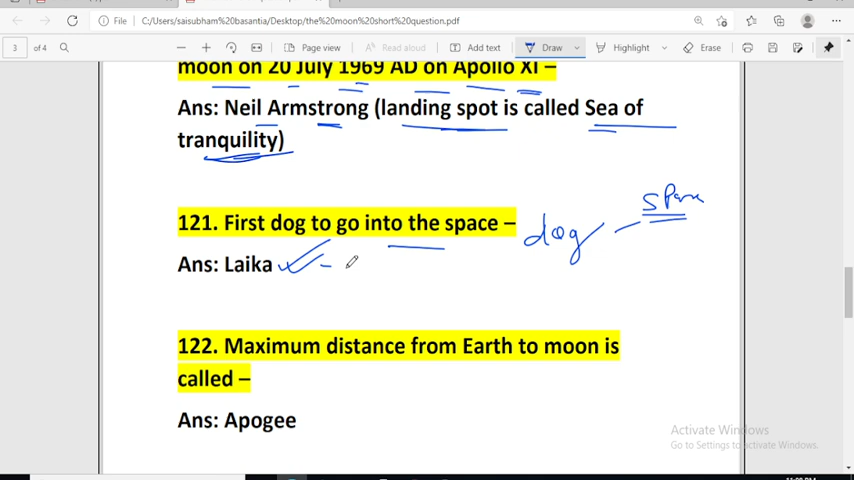 File
C:/Users/saisubham%20basantia/Desktop/the%20moon%20short%20question.pdf
3 of 4
Page view
Read aloud
Add text
Draw
Highlight
Erase
moon on 20 July 1969 AD on Apollo XI –
Ans: Neil Armstrong (landing spot is called Sea of
tranquility)
121. First dog to go into the space –
dog
Ans: Laika
122. Maximum distance from Earth to moon is
called –
Ans: Apogee
Activate Windows
Go to Settings to activate Windows.